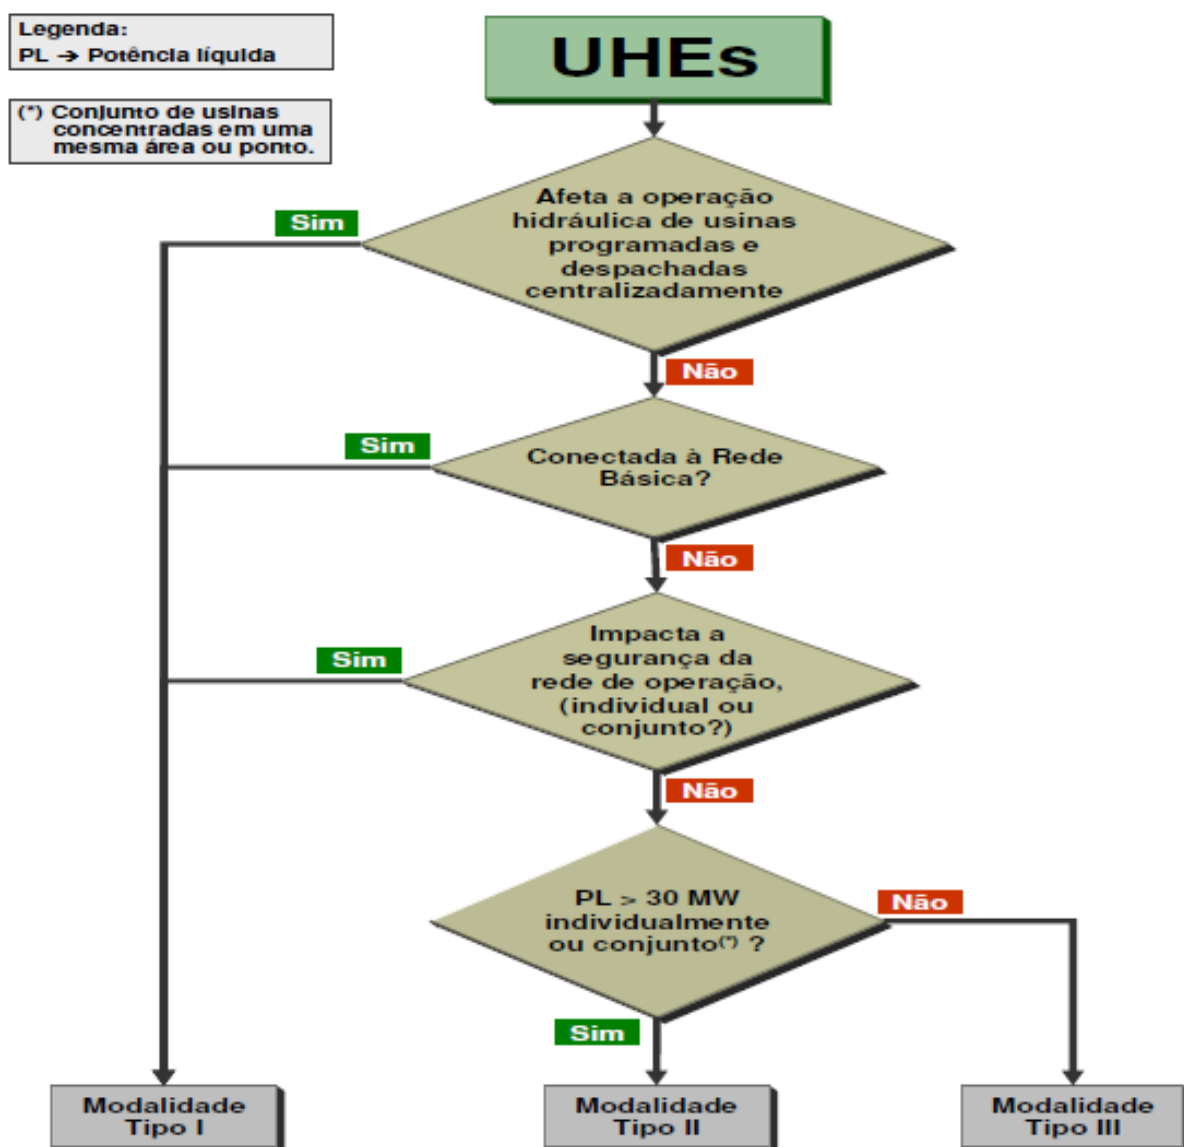 Legenda:
PL → Potência líquida
(*) Conjunto de usinas
concentradas em uma
mesma área ou ponto.
UHEs
Afeta a operação
hidráulica de usinas
programadas e
despachadas
centralizadamente
Sim
Não
Conectada à Rede
Básica?
Sim
Não
Impacta a
segurança da
rede de operação,
(individual ou
conjunto?)
Sim
Não
PL > 30 MW
individualmente
ou conjunto(*) ?
Não
Sim
Modalidade
Tipo I
Modalidade
Tipo II
Modalidade
Tipo III